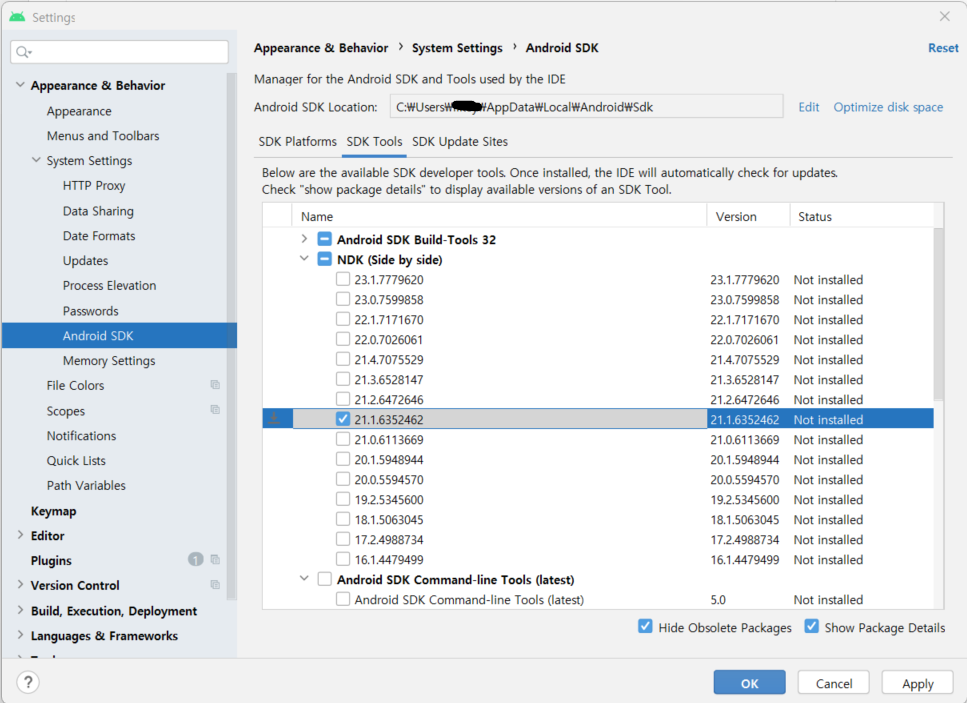 Settings
Appearance & Behavior › System Settings › Android SDK
Reset
Manager for the Android SDK and Tools used by the IDE
Android SDK Location: C:₩Users₩ ₩AppData₩Local₩Android₩Sdk Edit Optimize disk space
SDK Platforms SDK Tools SDK Update Sites
Below are the available SDK developer tools. Once installed, the IDE will automatically check for updates.
Check "show package details" to display available versions of an SDK Tool.
Appearance & Behavior
Appearance
Menus and Toolbars
System Settings
HTTP Proxy
Data Sharing
Date Formats
Updates
Process Elevation
Passwords
Android SDK
Memory Settings
File Colors
Scopes
Notifications
Quick Lists
Path Variables
Keymap
Editor
Plugins 1
Version Control
Build, Execution, Deployment
Languages & Frameworks
Name Version Status
Android SDK Build-Tools 32
NDK (Side by side)
23.1.7779620 23.1.7779620 Not installed
23.0.7599858 23.0.7599858 Not installed
22.1.7171670 22.1.7171670 Not installed
22.0.7026061 22.0.7026061 Not installed
21.4.7075529 21.4.7075529 Not installed
21.3.6528147 21.3.6528147 Not installed
21.2.6472646 21.2.6472646 Not installed
21.1.6352462 21.1.6352462 Not installed
21.0.6113669 21.0.6113669 Not installed
20.1.5948944 20.1.5948944 Not installed
20.0.5594570 20.0.5594570 Not installed
19.2.5345600 19.2.5345600 Not installed
18.1.5063045 18.1.5063045 Not installed
17.2.4988734 17.2.4988734 Not installed
16.1.4479499 16.1.4479499 Not installed
Android SDK Command-line Tools (latest)
Android SDK Command-line Tools (latest) 5.0 Not installed
Hide Obsolete Packages Show Package Details
? OK Cancel Apply